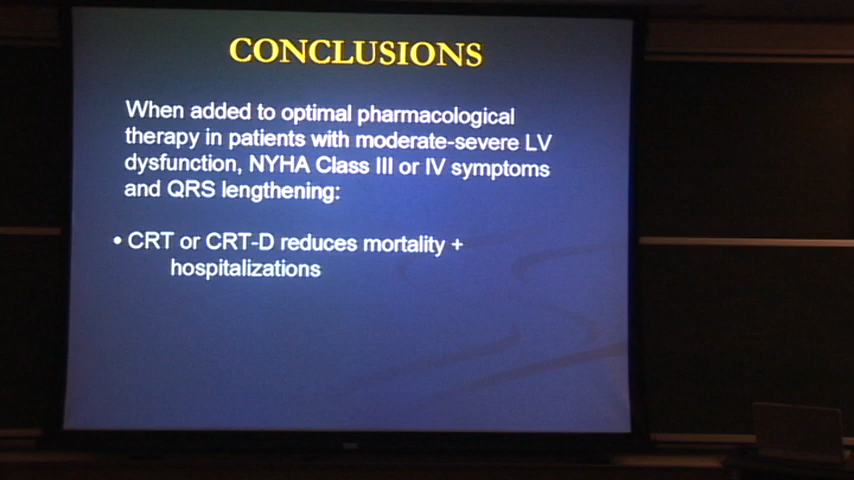 CONCLUSIONS
When added to optimal pharmacological
therapy in patients with moderate-severe LV
dysfunction, NYHA Class III or IV symptoms
and QRS lengthening:
• CRT or CRT-D reduces mortality +
hospitalizations